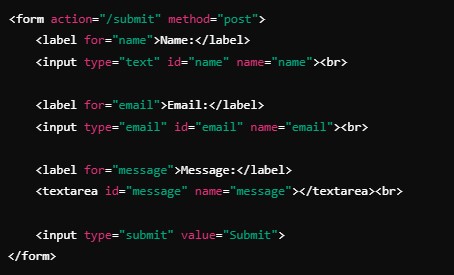 <form action="/submit" method="post">
    <label for="name">Name:</label>
    <input type="text" id="name" name="name"><br>

    <label for="email">Email:</label>
    <input type="email" id="email" name="email"><br>

    <label for="message">Message:</label>
    <textarea id="message" name="message"></textarea><br>

    <input type="submit" value="Submit">
</form>